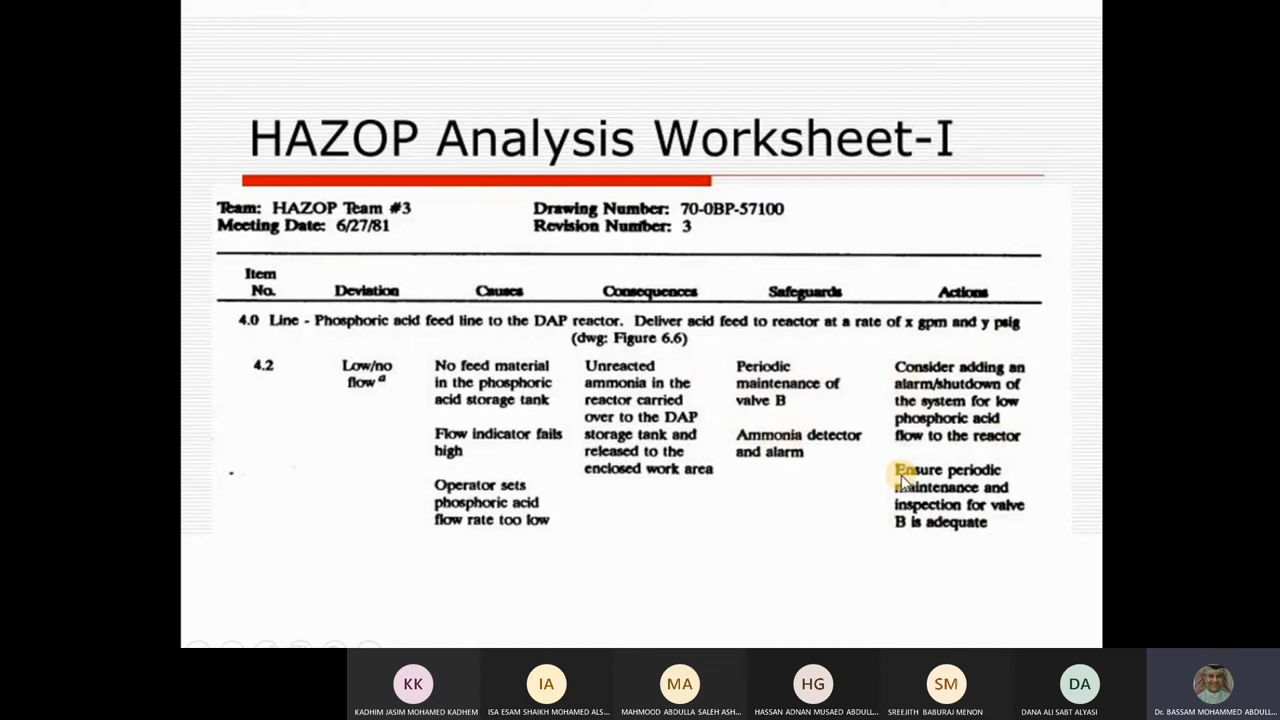 HAZOP Analysis Worksheet-I
Team: HAZOP Team #3
Drawing Number: 70-0BP-57100
Meeting Date: 6/27/81
Revision Number: 3
Item
No.
Deviation
Causes
Consequences
Safeguards
Actions
4.0 Line - Phosphoric acid feed line to the DAP reactor. Deliver acid feed to reactor at a rate of x gpm and y psig
(dwg: Figure 6.6)
4.2
Low/no
flow a
No feed material
in the phosphoric
acid storage tank
Flow indicator fails
high
Operator sets
phosphoric acid
flow rate too low
Unreacted
ammonia in the
reactor carried
over to the DAP
storage tank and
released to the
enclosed work area
Periodic
maintenance of
valve B
Ammonia detector
and alarm
Consider adding an
alarm/shutdown of
the system for low
phosphoric acid
flow to the reactor
Ensure periodic
maintenance and
inspection for valve
B is adequate
KK
IA
MA
HG
SM
DA
KADHIM JASIM MOHAMED KADHEM
ISA ESAM SHAIKH MOHAMED ALS...
MAHMOOD ABDULLA SALEH ASH...
HASSAN ADNAN MUSAED ABDULL...
SREEJITH BABURAJ MENON
DANA ALI SABT ALYASI
Dr. BASSAM MOHAMMED ABDULL...